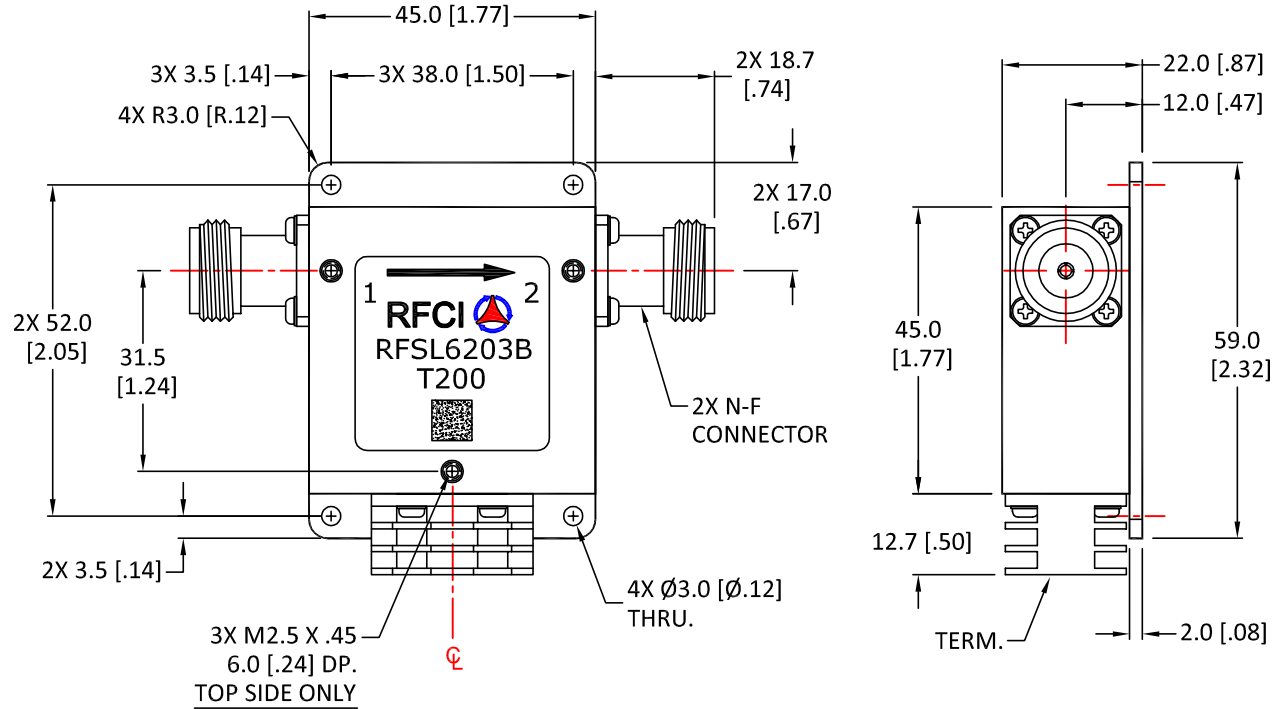 45.0 [1.77]
3X 3.5 [.14]
3X 38.0 [1.50]
2X 18.7
[.74]
22.0 [.87]
12.0 [.47]
4X R3.0 [R.12]
2X 17.0
[.67]
1
2
RFCI
RFSL6203B
T200
2X 52.0
[2.05]
31.5
[1.24]
45.0
[1.77]
59.0
[2.32]
2X N-F
CONNECTOR
12.7 [.50]
2X 3.5 [.14]
4X Ø3.0 [Ø.12]
THRU.
3X M2.5 X .45
6.0 [.24] DP.
TOP SIDE ONLY
CL
TERM.
2.0 [.08]